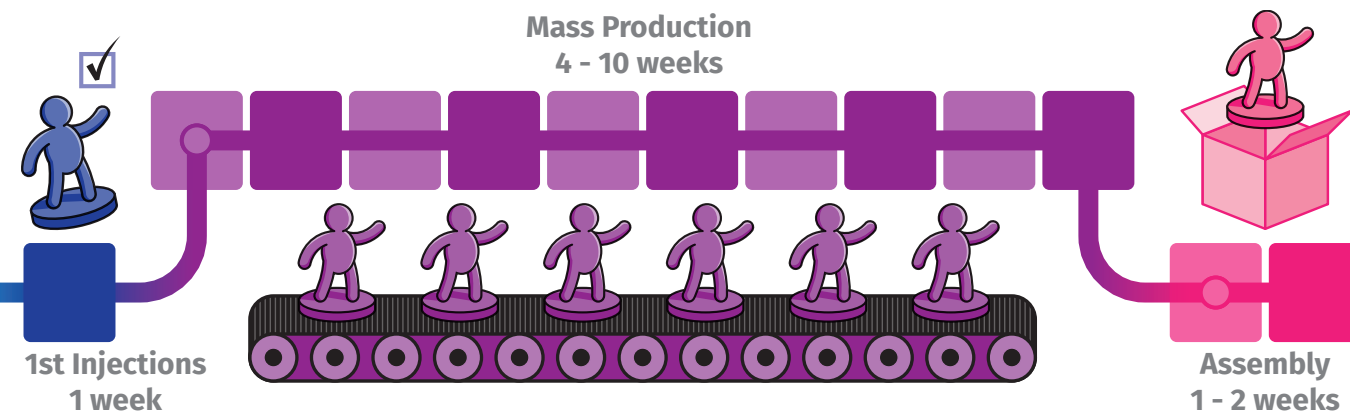 Mass Production
4 - 10 weeks
1st Injections
1 week
Assembly
1 - 2 weeks